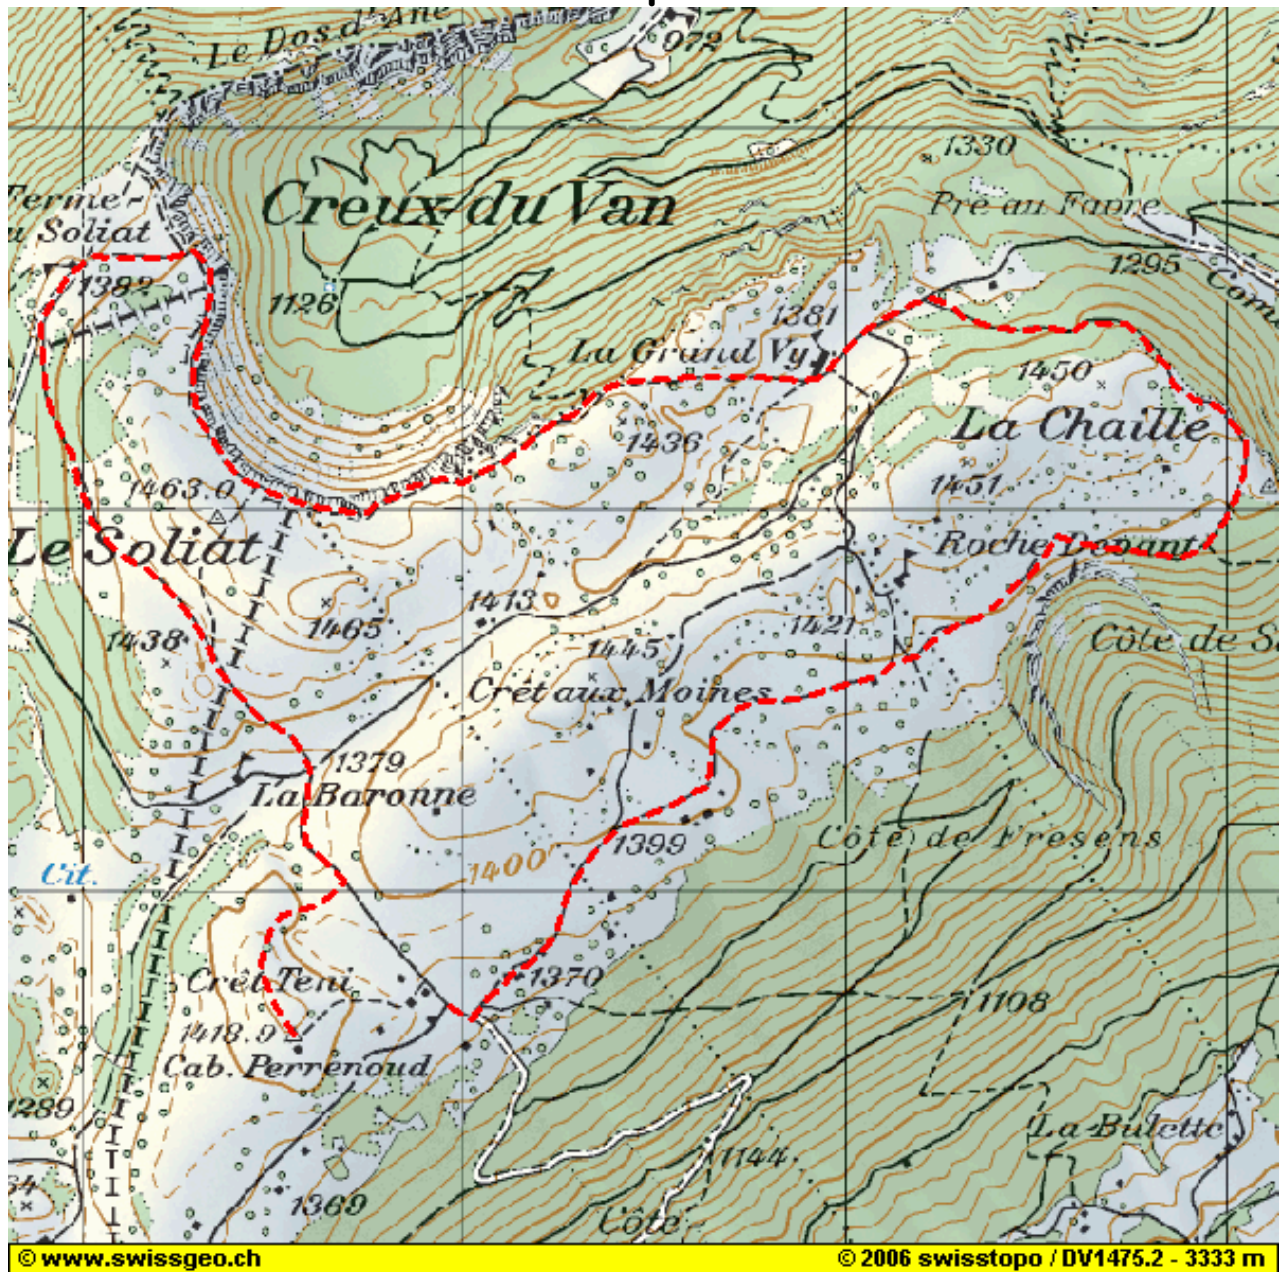 Le Dos d'Ane
972
1330
Creux du Van
Ferme
Soliat
Pré au Favre
1382
1126
1295
1381
La Grand Vy
1450
La Chaille
1436
1463.0
1451
Le Soliat
Roche Devant
1413
1465
1438
1421
1445
Côte de
Crêt aux Moines
1379
La Baronne
1399
Côte de Fresens
1400
Cit.
Crêt Teni
1370
1108
1418.9
Cab. Perrenoud
1289
La Bulette
1144
1369
Côte
© www.swissgeo.ch
© 2006 swisstopo / DV1475.2 - 3333 m